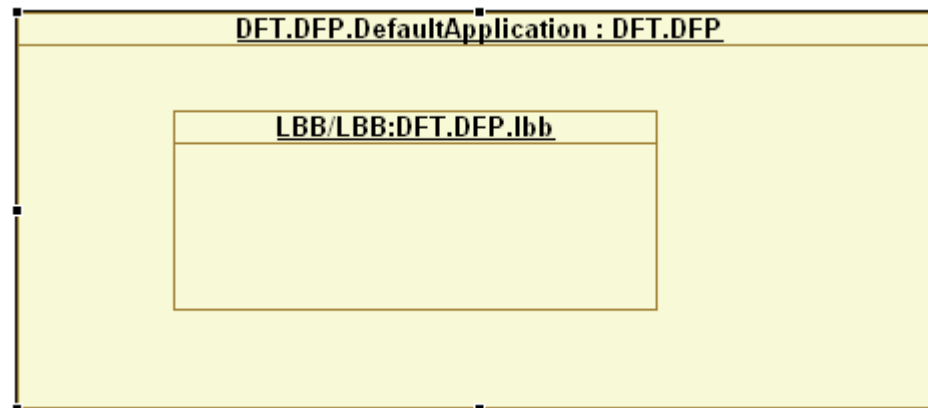 DFT.DFP.DefaultApplication : DFT.DFP
LBB/LBB:DFT.DFP.lbb